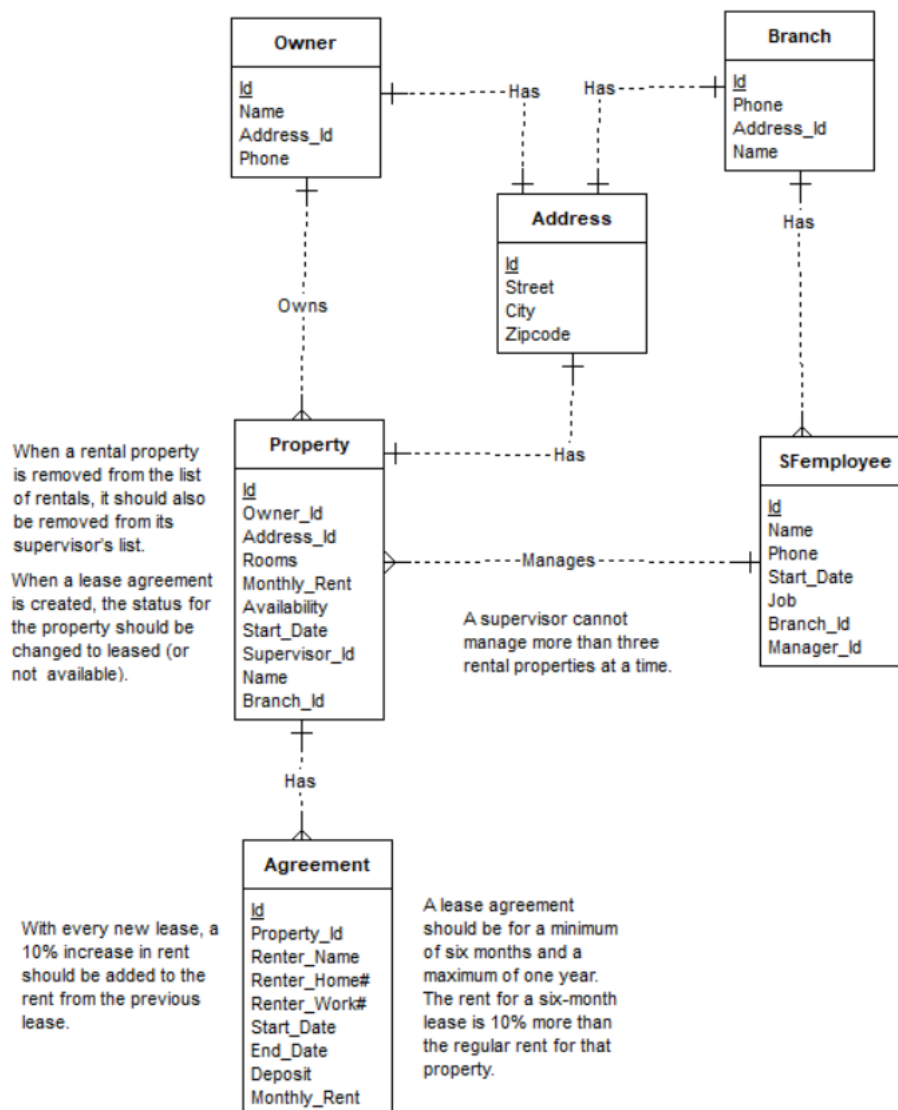 Owner
Id
Name
Address_Id
Phone
Branch
Id
Phone
Address_Id
Name
Has
Has
Address
Id
Street
City
Zipcode
Has
Owns
When a rental property
is removed from the list
of rentals, it should also
be removed from its
supervisor's list.
When a lease agreement
is created, the status for
the property should be
changed to leased (or
not available).
Property
Id
Owner_Id
Address_Id
Rooms
Monthly_Rent
Availability
Start_Date
Supervisor_Id
Name
Branch_Id
Has
Manages
A supervisor cannot
manage more than three
rental properties at a time.
SFemployee
Id
Name
Phone
Start_Date
Job
Branch_Id
Manager_Id
Has
With every new lease, a
10% increase in rent
should be added to the
rent from the previous
lease.
Agreement
Id
Property_Id
Renter_Name
Renter_Home#
Renter_Work#
Start_Date
End_Date
Deposit
Monthly_Rent
A lease agreement
should be for a minimum
of six months and a
maximum of one year.
The rent for a six-month
lease is 10% more than
the regular rent for that
property.